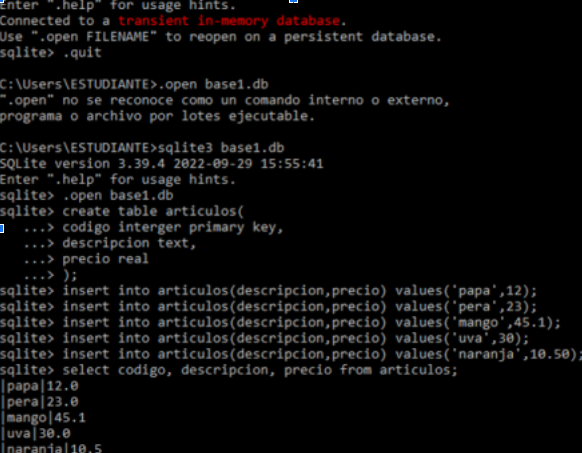 Enter ".help" for usage hints.
Connected to a transient in-memory database.
Use ".open FILENAME" to reopen on a persistent database.
sqlite> .quit
C:\Users\ESTUDIANTE>.open base1.db
".open" no se reconoce como un comando interno o externo,
programa o archivo por lotes ejecutable.
C:\Users\ESTUDIANTE>sqlite3 base1.db
SQLite version 3.39.4 2022-09-29 15:55:41
Enter ".help" for usage hints.
sqlite> .open base1.db
sqlite> create table articulos(
...> codigo interger primary key,
...> descripcion text,
...> precio real
...> );
sqlite> insert into articulos(descripcion,precio) values('papa',12);
sqlite> insert into articulos(descripcion,precio) values('pera',23);
sqlite> insert into articulos(descripcion,precio) values('mango',45.1);
sqlite> insert into articulos(descripcion,precio) values('uva',30);
sqlite> insert into articulos(descripcion,precio) values('naranja',10.50);
sqlite> select codigo, descripcion, precio from articulos;
|papa|12.0
|pera|23.0
|mango|45.1
|uva|30.0
|naranja|10.5